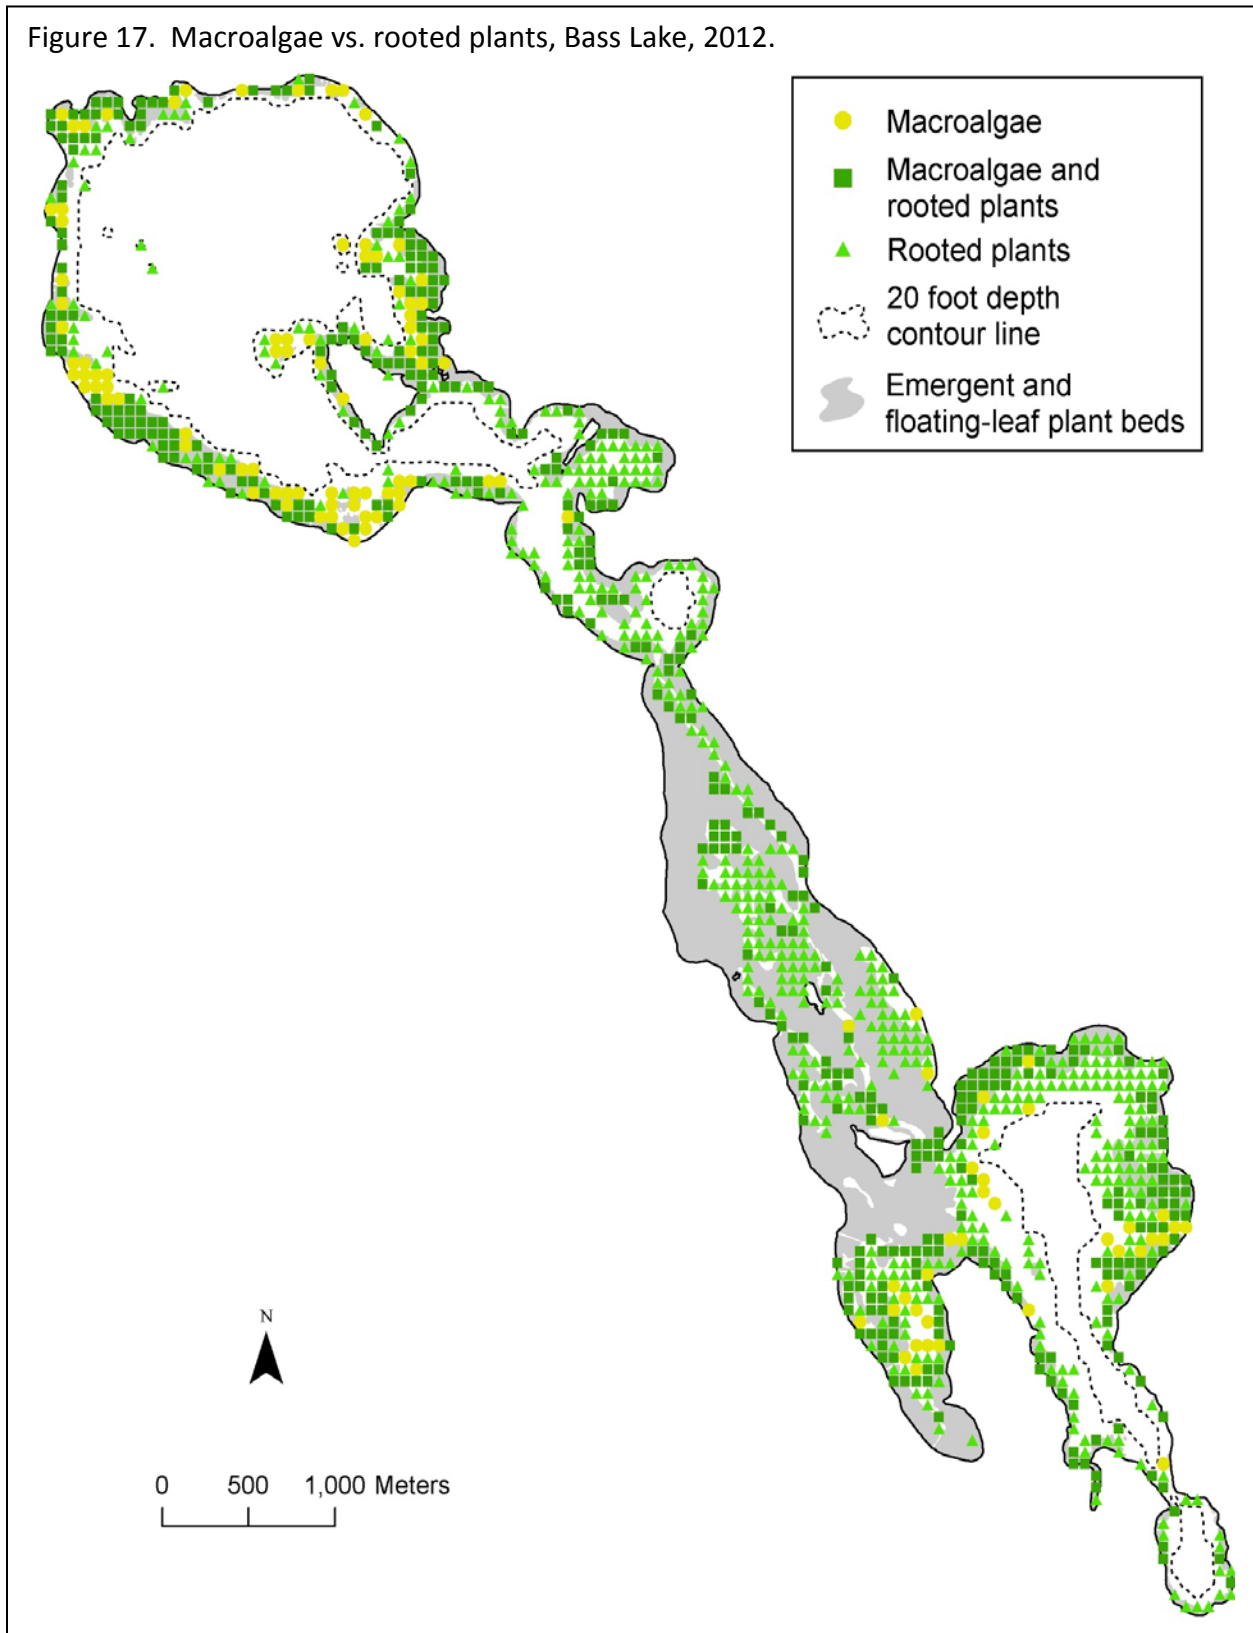 Figure 17.  Macroalgae vs. rooted plants, Bass Lake, 2012.
Macroalgae
Macroalgae and
rooted plants
Rooted plants
20 foot depth
contour line
Emergent and
floating-leaf plant beds
N
0 500 1,000 Meters